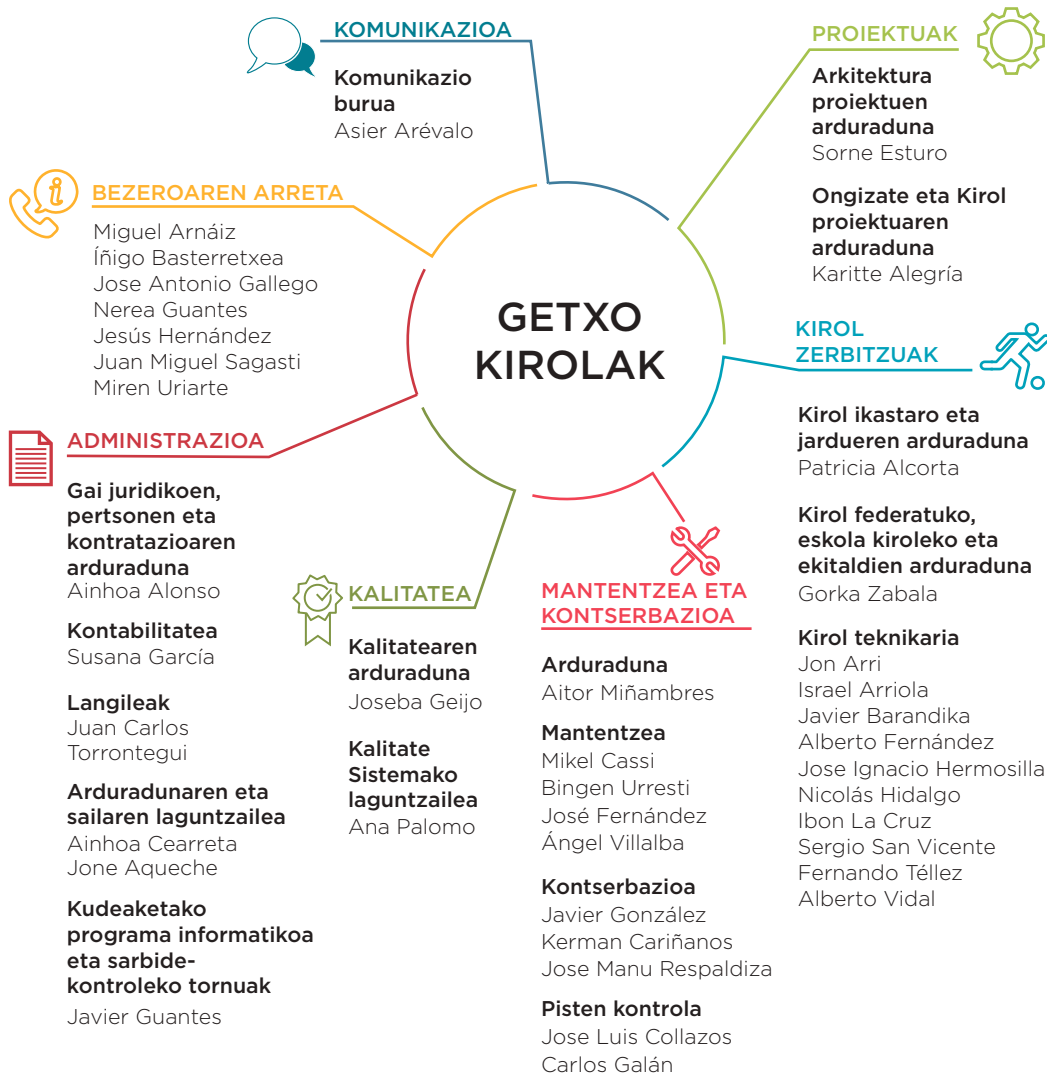 KOMUNIKAZIOA
Komunikazio
burua
Asier Arévalo
PROIEKTUAK
Arkitektura
proiektuen
arduraduna
Sorne Esturo
Ongizate eta Kirol
proiektuaren
arduraduna
Karitte Alegría
BEZEROAREN ARRETA
Miguel Arnáiz
Íñigo Basterretxea
Jose Antonio Gallego
Nerea Guantes
Jesús Hernández
Juan Miguel Sagasti
Miren Uriarte
GETXO
KIROLAK
KIROL
ZERBITZUAK
Kirol ikastaro eta
jardueren arduraduna
Patricia Alcorta
Kirol federatuko,
eskola kiroleko eta
ekitaldien arduraduna
Gorka Zabala
Kirol teknikaria
Jon Arri
Israel Arriola
Javier Barandika
Alberto Fernández
Jose Ignacio Hermosilla
Nicolás Hidalgo
Ibon La Cruz
Sergio San Vicente
Fernando Téllez
Alberto Vidal
ADMINISTRAZIOA
Gai juridikoen,
pertsonen eta
kontratazioaren
arduraduna
Ainhoa Alonso
Kontabilitatea
Susana García
Langileak
Juan Carlos
Torrontegui
Arduradunaren eta
sailaren laguntzailea
Ainhoa Cearreta
Jone Aqueche
Kudeaketako
programa informatikoa
eta sarbide-
kontroleko tornuak
Javier Guantes
KALITATEA
Kalitatearen
arduraduna
Joseba Geijo
Kalitate
Sistemako
laguntzailea
Ana Palomo
MANTENTZEA ETA
KONTSERBAZIOA
Arduraduna
Aitor Miñambres
Mantentzea
Mikel Cassi
Bingen Urresti
José Fernández
Ángel Villalba
Kontserbazioa
Javier González
Kerman Cariñanos
Jose Manu Respaldiza
Pisten kontrola
Jose Luis Collazos
Carlos Galán